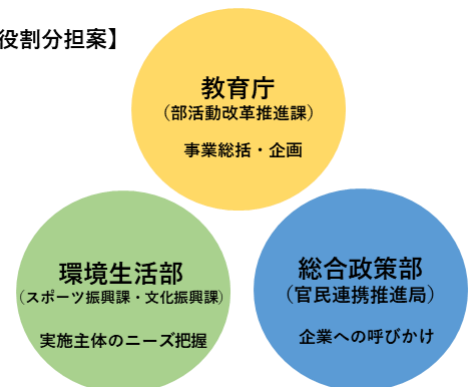 役割分担案】
教育庁
（部活動改革推進課）
事業総括・企画
環境生活部
（スポーツ振興課・文化振興課）
実施主体のニーズ把握
総合政策部
（官民連携推進局）
企業への呼びかけ